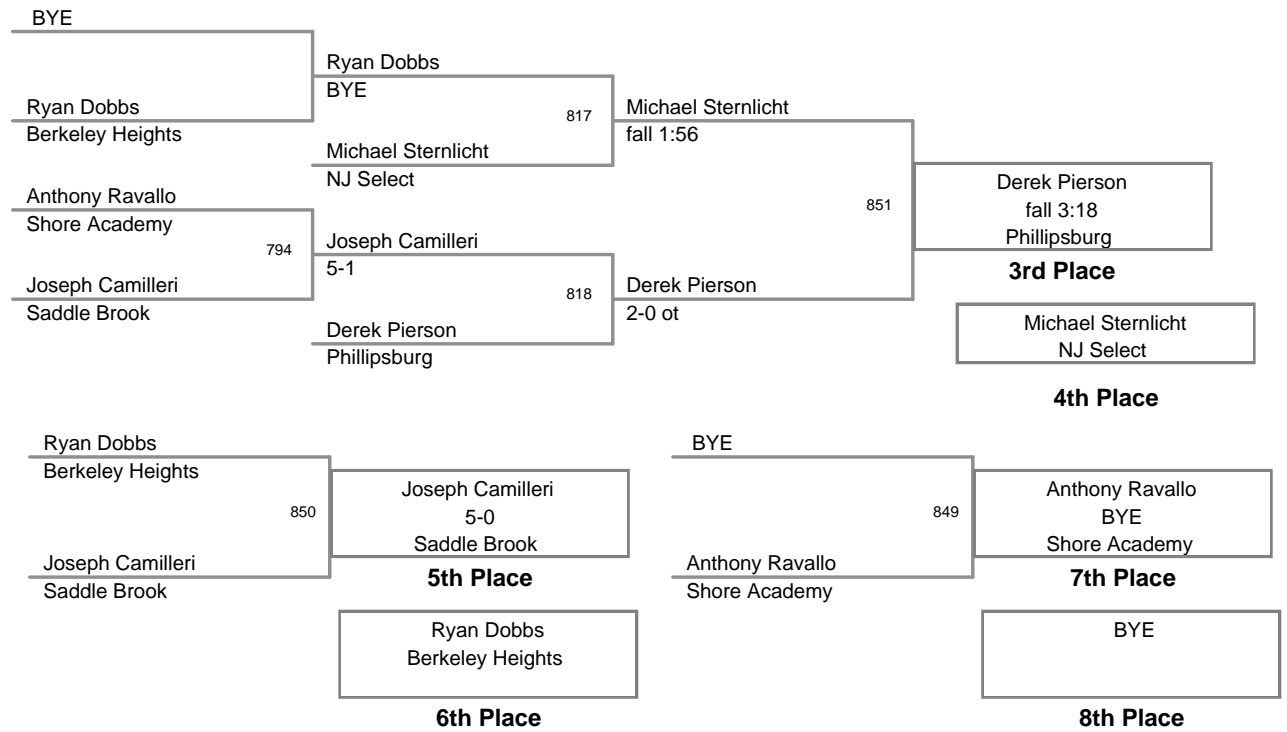 BYE
Ryan Dobbs
BYE
Ryan Dobbs
Berkeley Heights
817
Michael Sternlicht
fall 1:56
Michael Sternlicht
NJ Select
Anthony Ravallo
Shore Academy
794
Joseph Camilleri
5-1
Joseph Camilleri
Saddle Brook
818
Derek Pierson
2-0 ot
Derek Pierson
Phillipsburg
851
Derek Pierson
fall 3:18
Phillipsburg
3rd Place
Michael Sternlicht
NJ Select
4th Place
Ryan Dobbs
Berkeley Heights
850
Joseph Camilleri
5-0
Saddle Brook
Joseph Camilleri
Saddle Brook
5th Place
Ryan Dobbs
Berkeley Heights
6th Place
BYE
849
Anthony Ravallo
BYE
Shore Academy
Anthony Ravallo
Shore Academy
7th Place
BYE
8th Place